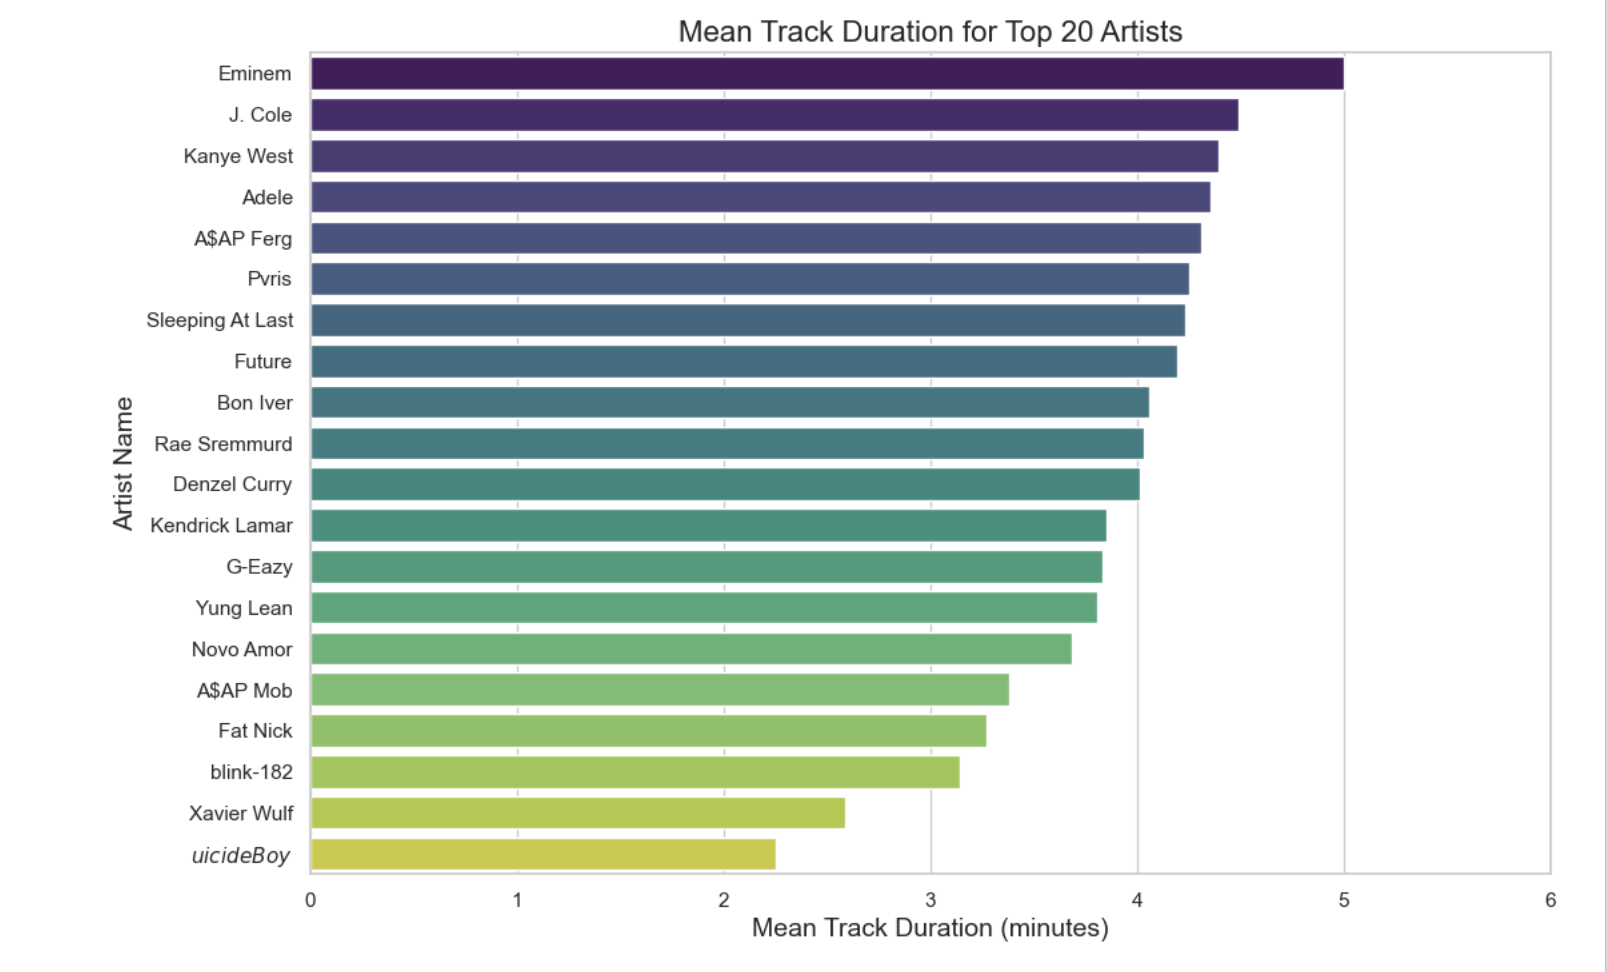 Mean Track Duration for Top 20 Artists
Artist Name
Eminem
J. Cole
Kanye West
Adele
A$AP Ferg
Pvris
Sleeping At Last
Future
Bon Iver
Rae Sremmurd
Denzel Curry
Kendrick Lamar
G-Eazy
Yung Lean
Novo Amor
A$AP Mob
Fat Nick
blink-182
Xavier Wulf
uicideBoy
0 1 2 3 4 5 6
Mean Track Duration (minutes)